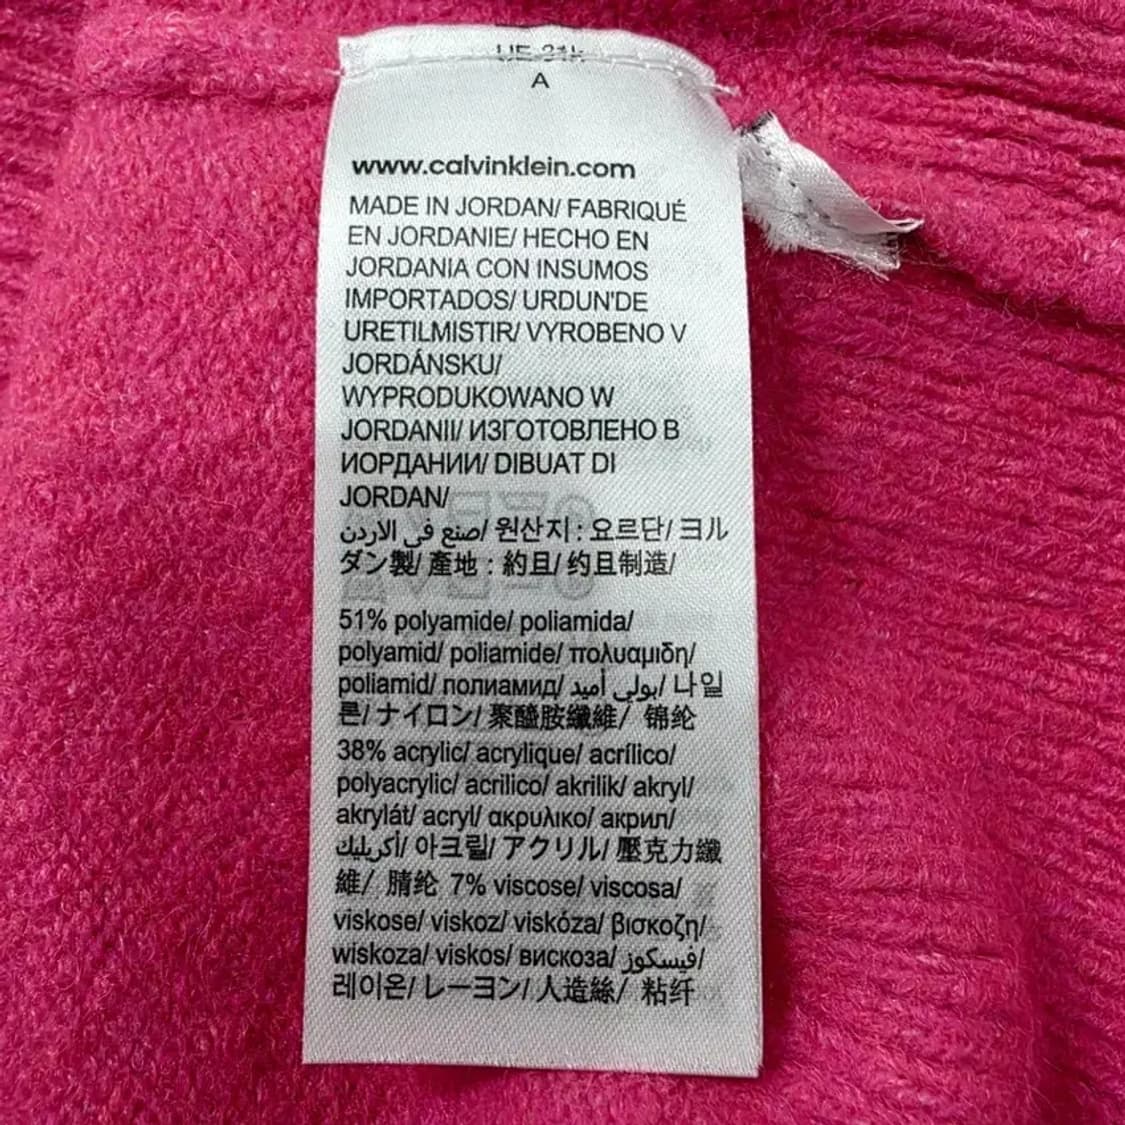 A
www.calvinklein.com
MADE IN JORDAN/ FABRIQUÉ
EN JORDANIE/ HECHO EN
JORDANIA CON INSUMOS
IMPORTADOS/ URDUN'DE
URETILMISTIR/ VYROBENO V
JORDÁNSKU/
WYPRODUKOWANO W
JORDANII/ ИЗГОТОВЛЕНО В
ИОРДАНИИ/ DIBUAT DI
JORDAN/
صنع في الاردن/ 원산지 : 요르단/ ヨル
ダン製/ 產地 : 約旦/ 约旦制造/
51% polyamide/ poliamida/
polyamid/ poliamide/ πολυαμιδη/
poliamid/ полиамид/ بولي أميد/ 나일
론/ ナイロン/ 聚醯胺纖維/ 锦纶
38% acrylic/ acrylique/ acrílico/
polyacrylic/ acrilico/ akrilik/ akryl/
akrylát/ acryl/ ακρυλικο/ акрил/
أكريليك/ 아크릴/ アクリル/ 壓克力纖
維/ 腈纶 7% viscose/ viscosa/
viskose/ viskoz/ viskóza/ βισκοζη/
wiskoza/ viskos/ вискоза/ فيسكوز/
레이온/ レーヨン/ 人造絲/ 粘纤